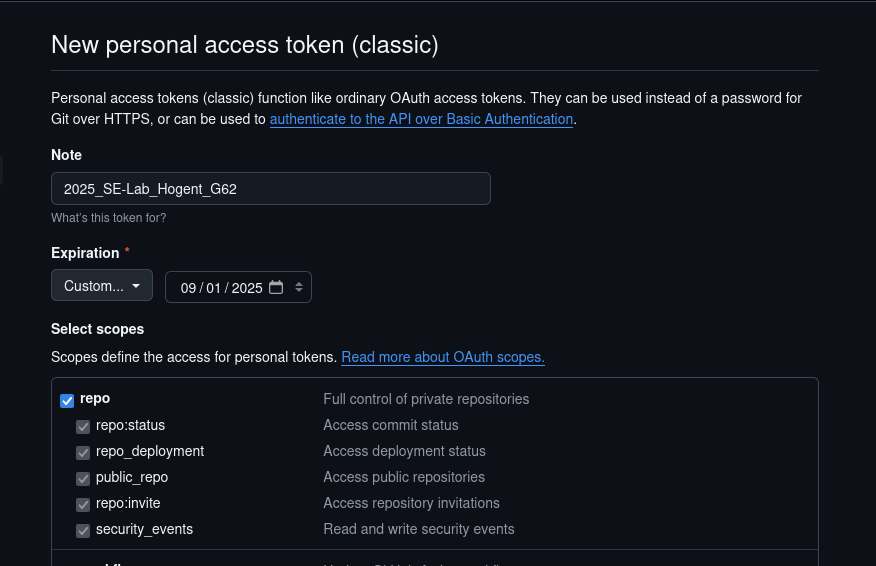 New personal access token (classic)
Personal access tokens (classic) function like ordinary OAuth access tokens. They can be used instead of a password for
Git over HTTPS, or can be used to authenticate to the API over Basic Authentication.
Note
2025_SE-Lab_Hogent_G62
What's this token for?
Expiration *
Custom... 09 / 01 / 2025
Select scopes
Scopes define the access for personal tokens. Read more about OAuth scopes.
repo Full control of private repositories
repo:status Access commit status
repo_deployment Access deployment status
public_repo Access public repositories
repo:invite Access repository invitations
security_events Read and write security events